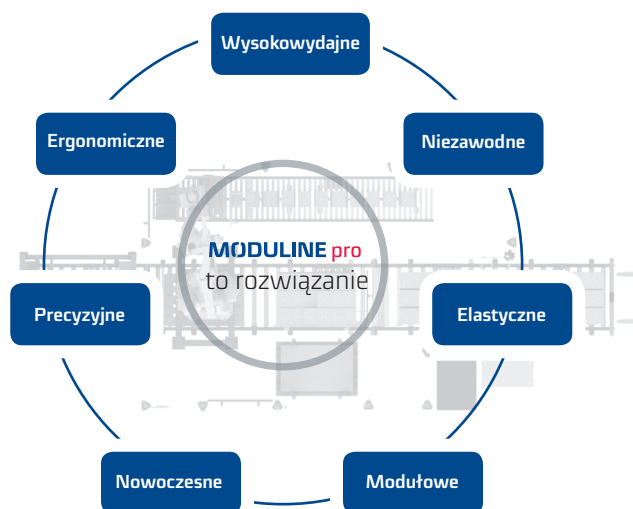 Wysokowydajne
Ergonomiczne
Niezawodne
MODULINE pro
to rozwiązanie
Precyzyjne
Elastyczne
Nowoczesne
Modułowe